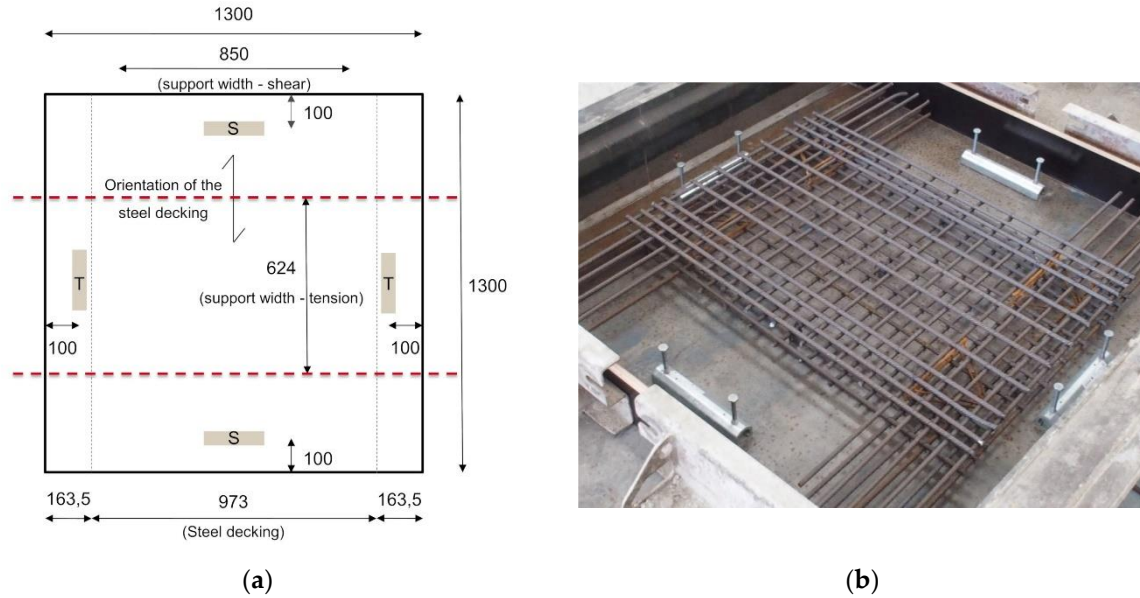 1300
850
(support width - shear)
100
S
Orientation of the
steel decking
T
624
(support width - tension)
T
1300
100
100
S
100
163,5
973
163,5
(Steel decking)
(a)
(b)